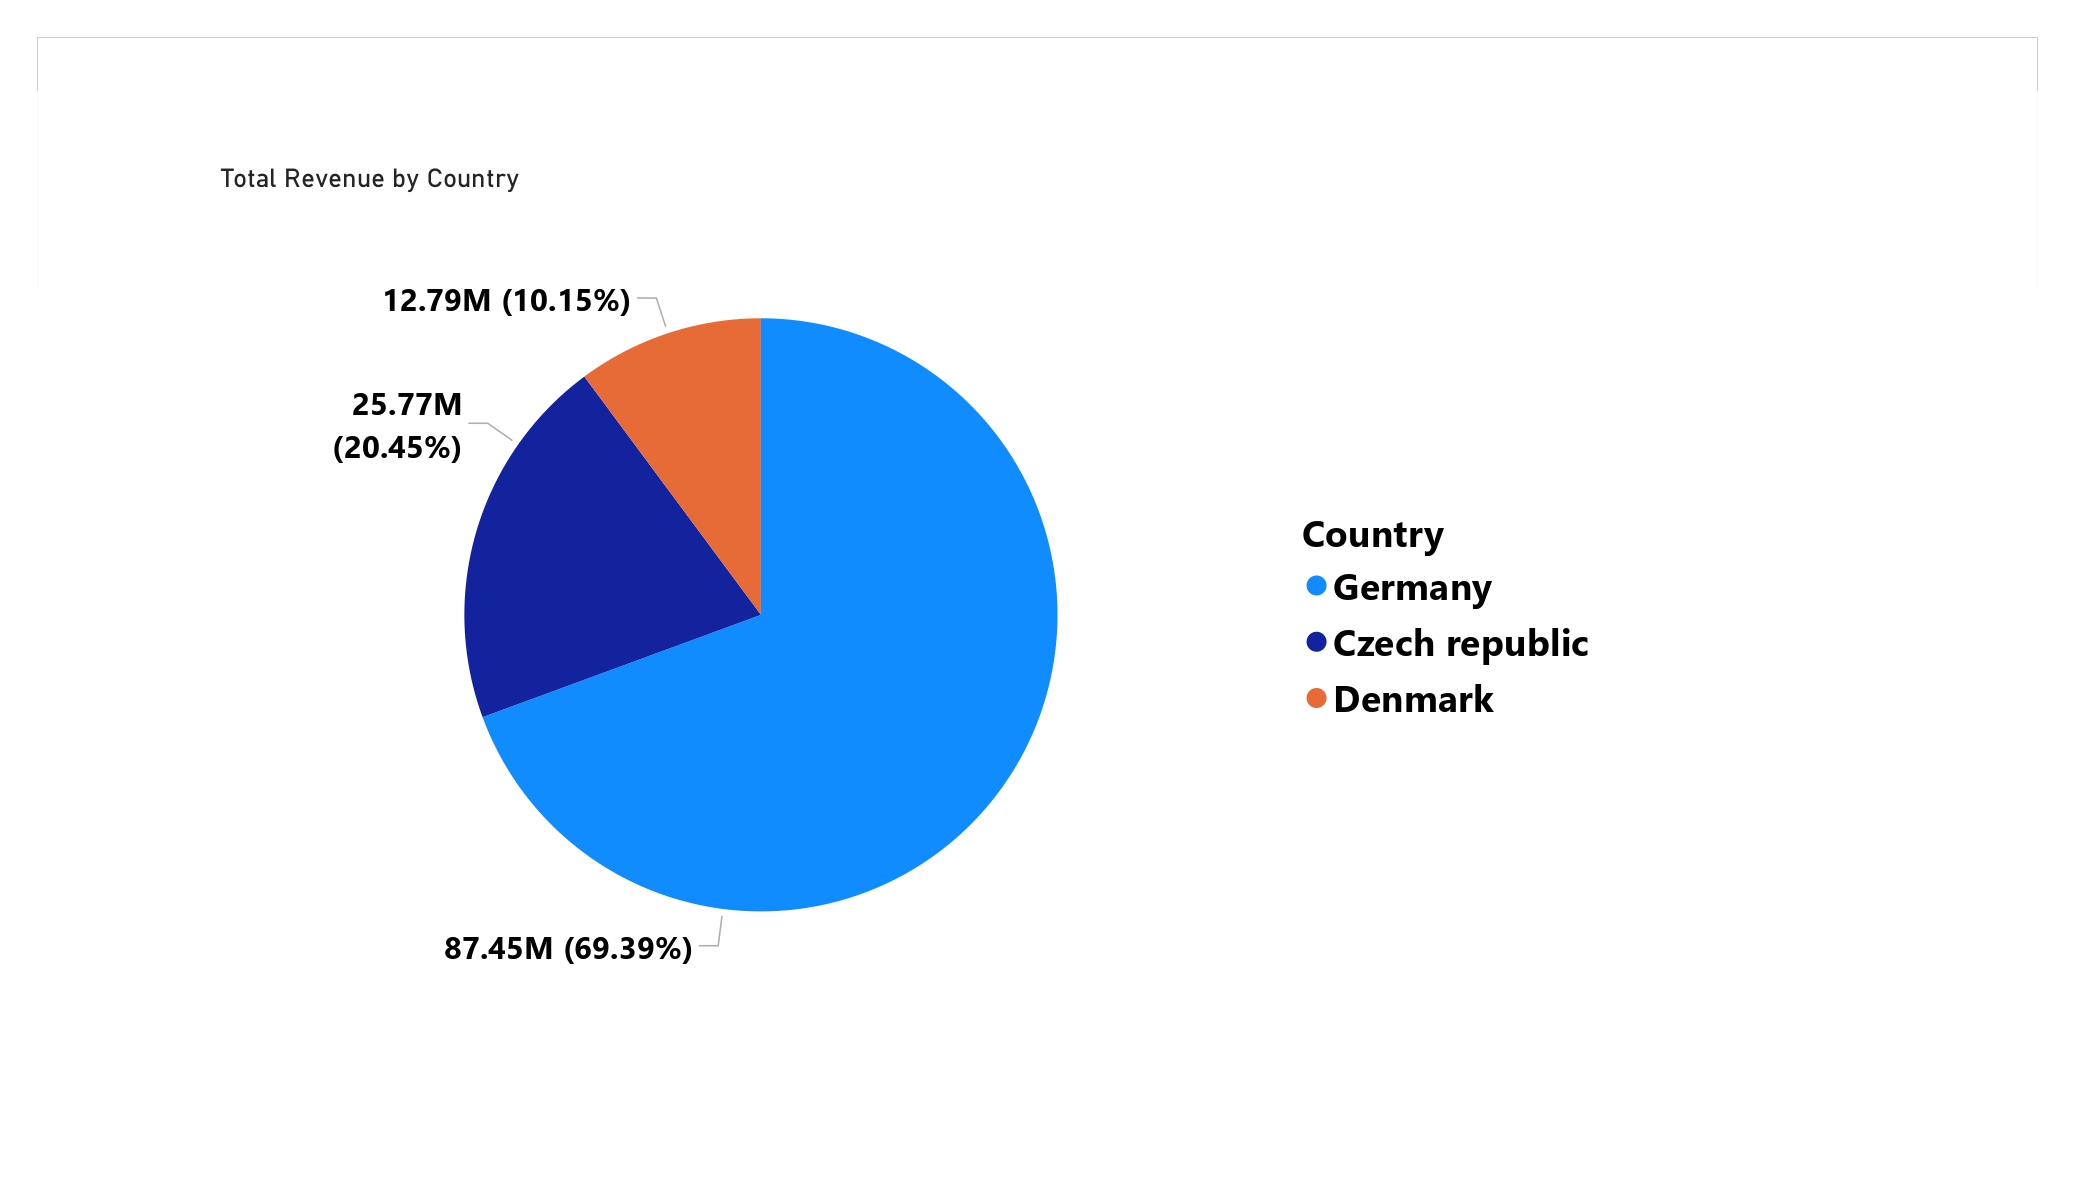 Total Revenue by Country
12.79M (10.15%)
25.77M
(20.45%)
87.45M (69.39%)
Country
Germany
Czech republic
Denmark